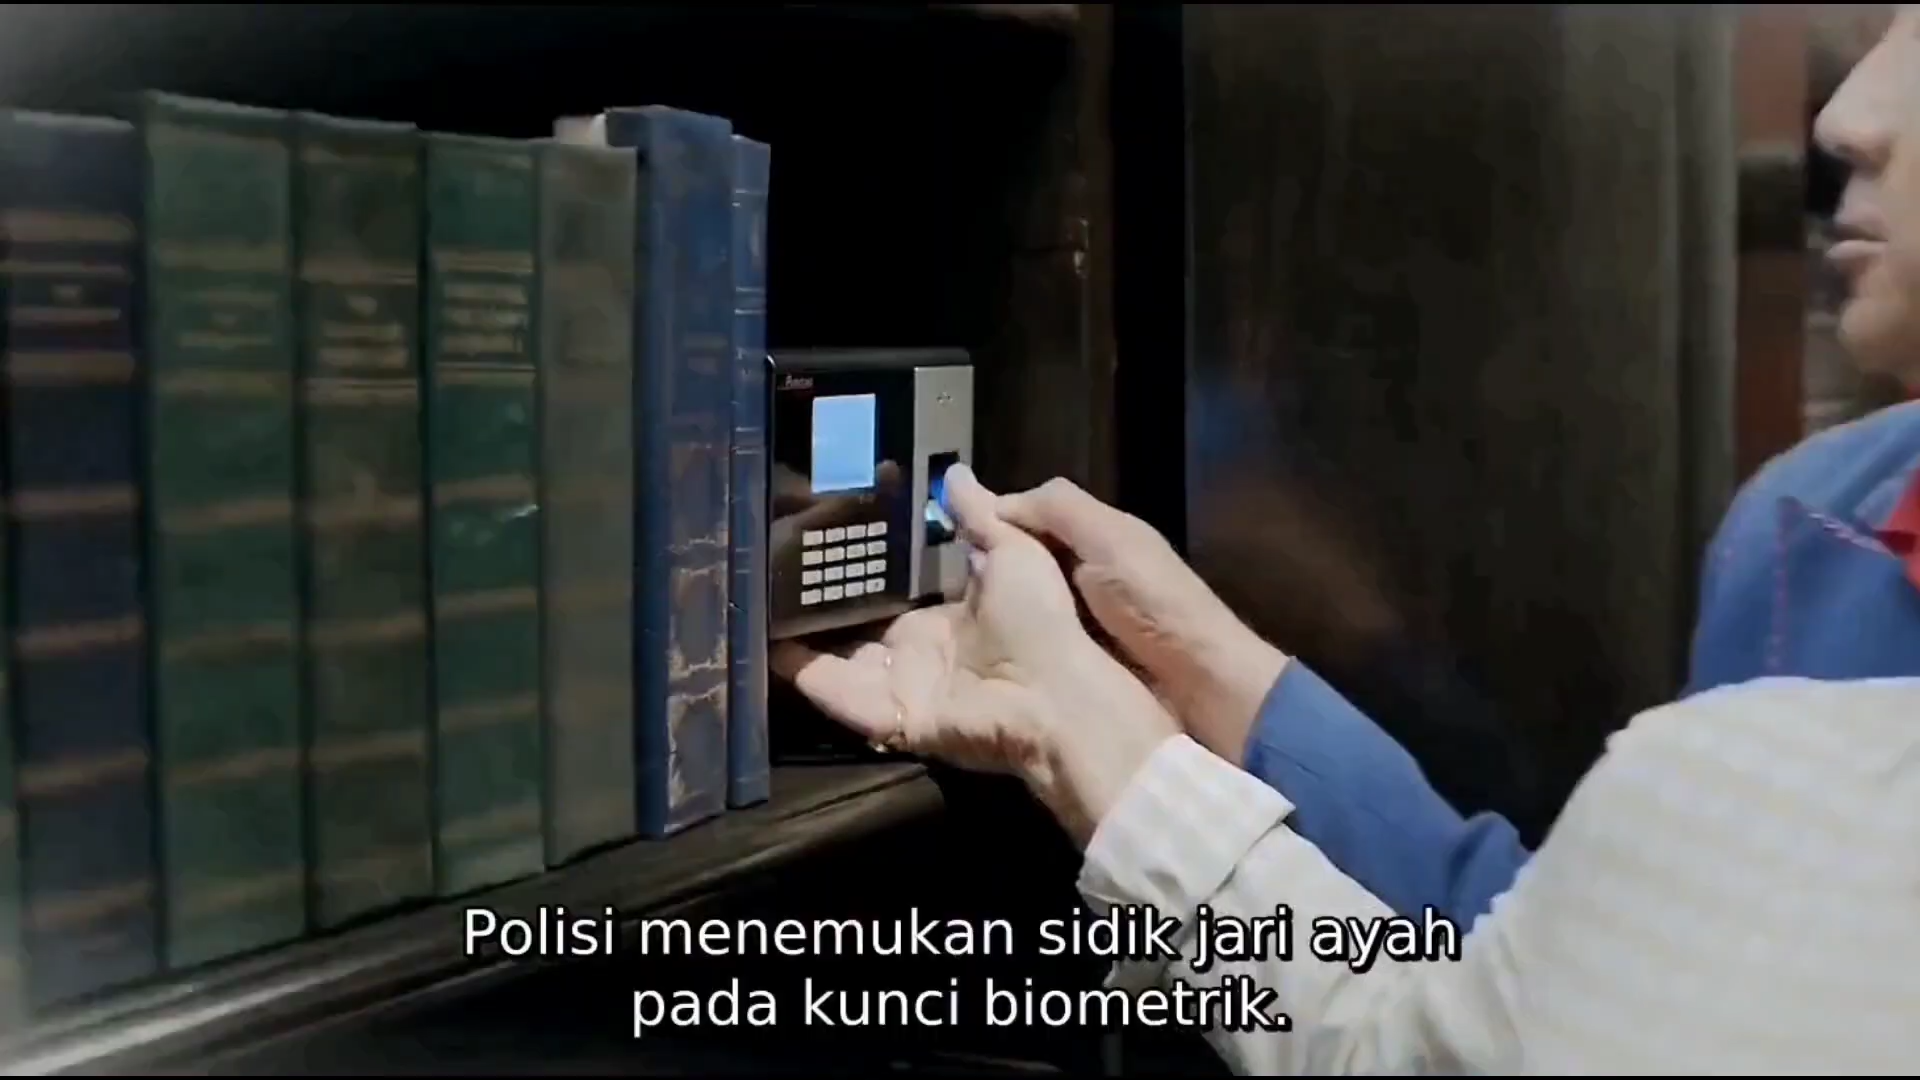 Polisi menemukan sidik jari ayah
pada kunci biometrik.